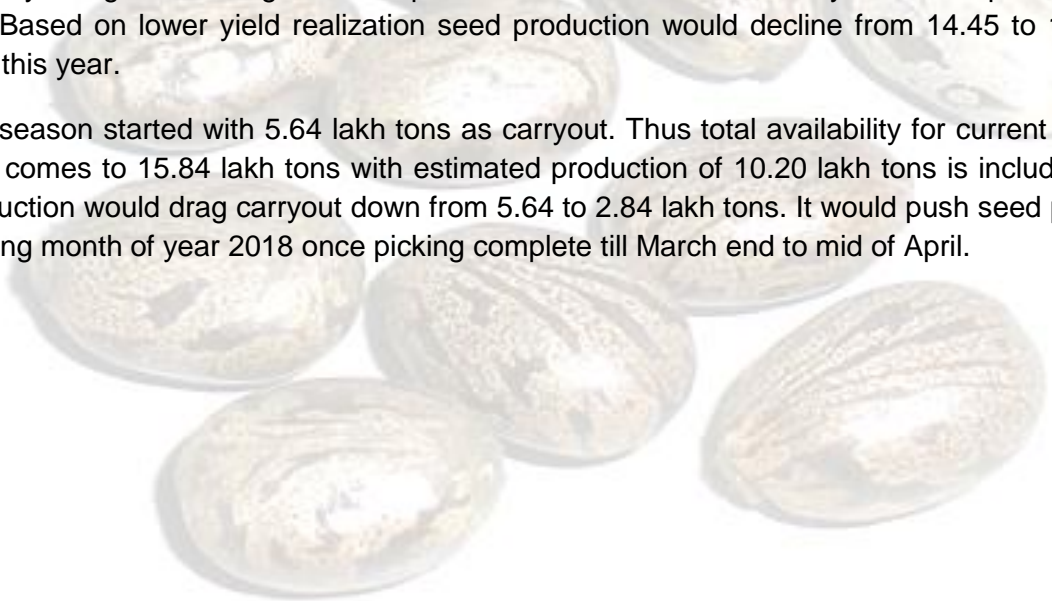 Based on lower yield realization seed production would decline from 14.45 to
this year.
season started with 5.64 lakh tons as carryout. Thus total availability for current
comes to 15.84 lakh tons with estimated production of 10.20 lakh tons is
would drag carryout down from 5.64 to 2.84 lakh tons. It would push seed
month of year 2018 once picking complete till March end to mid of April.